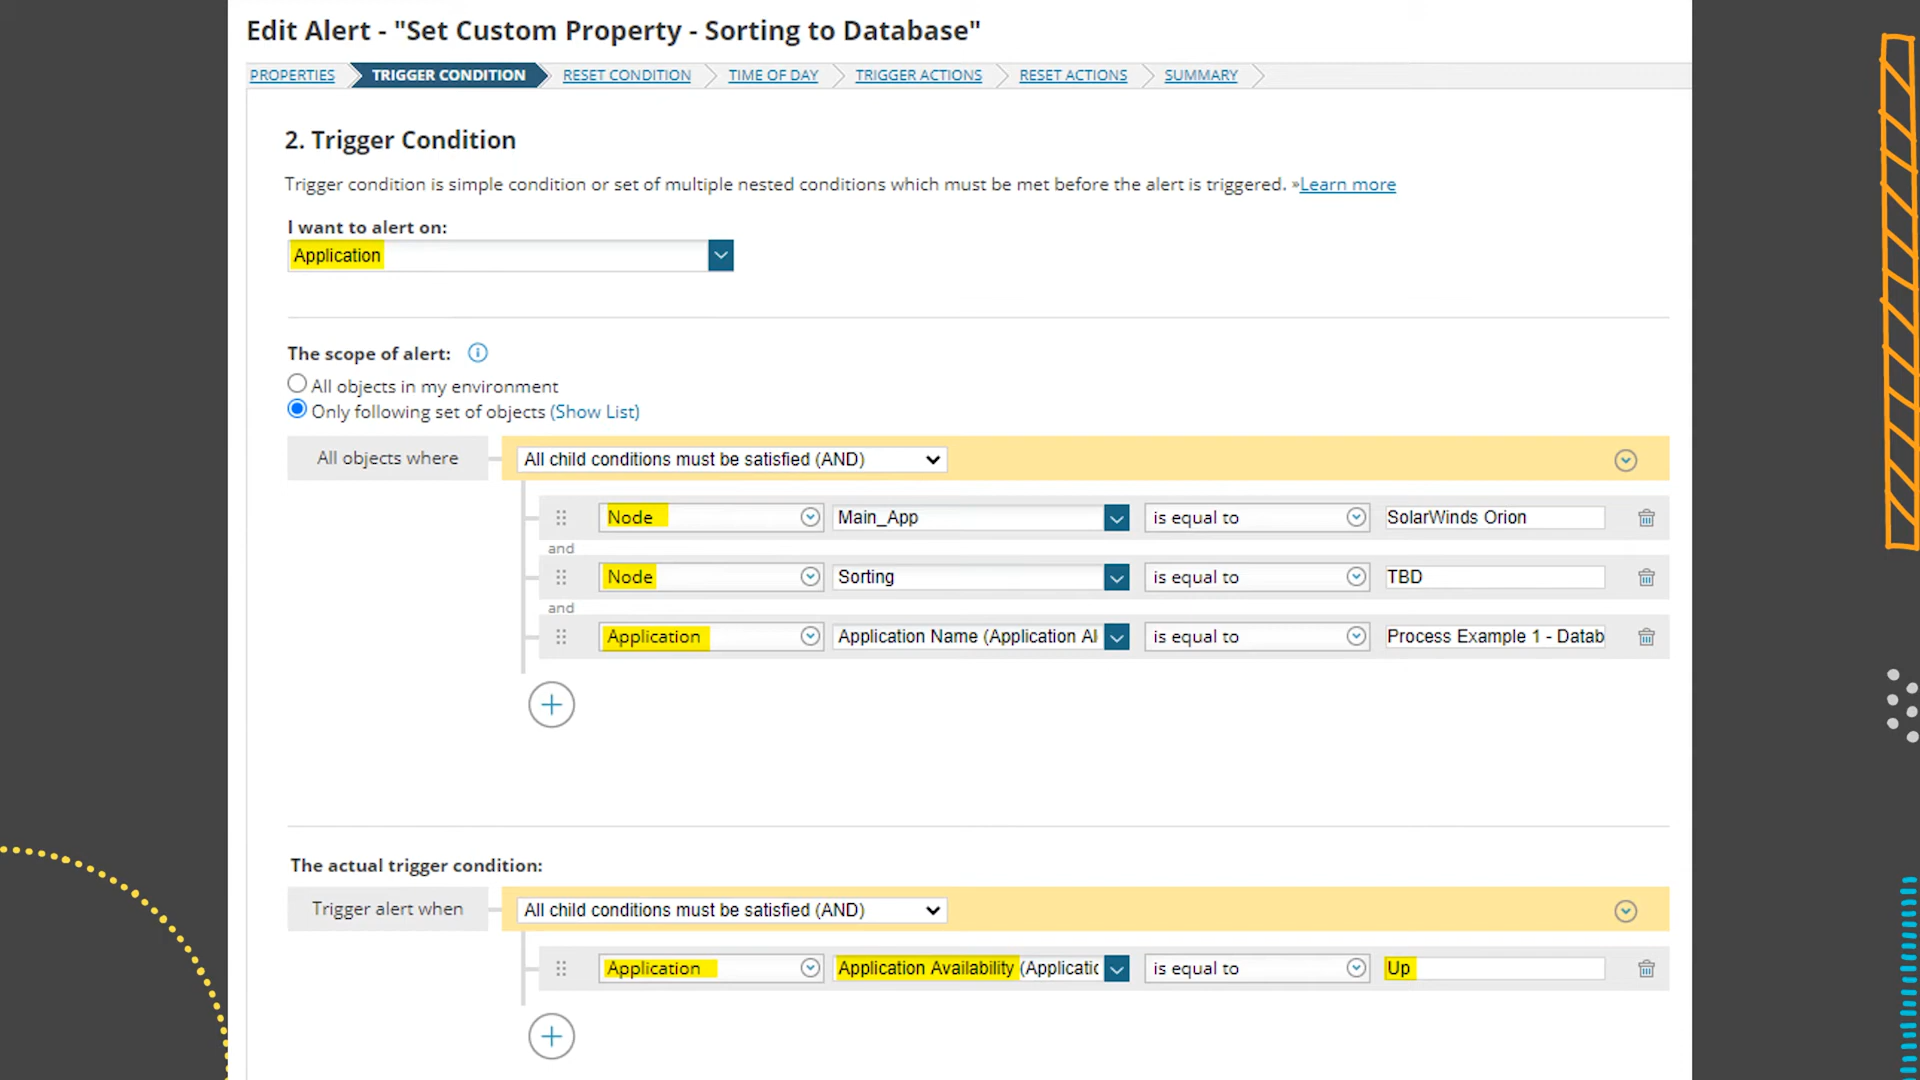 Edit Alert - "Set Custom Property - Sorting to Database"
PROPERTIES TRIGGER CONDITION RESET CONDITION TIME OF DAY TRIGGER ACTIONS RESET ACTIONS SUMMARY
2. Trigger Condition
Trigger condition is simple condition or set of multiple nested conditions which must be met before the alert is triggered. »Learn more
I want to alert on:
Application
The scope of alert:
All objects in my environment
Only following set of objects (Show List)
All objects where All child conditions must be satisfied (AND)
Node Main_App is equal to SolarWinds Orion
and
Node Sorting is equal to TBD
and
Application Application Name (Application Al is equal to Process Example 1 - Datab
The actual trigger condition:
Trigger alert when All child conditions must be satisfied (AND)
Application Application Availability (Applicatic is equal to Up